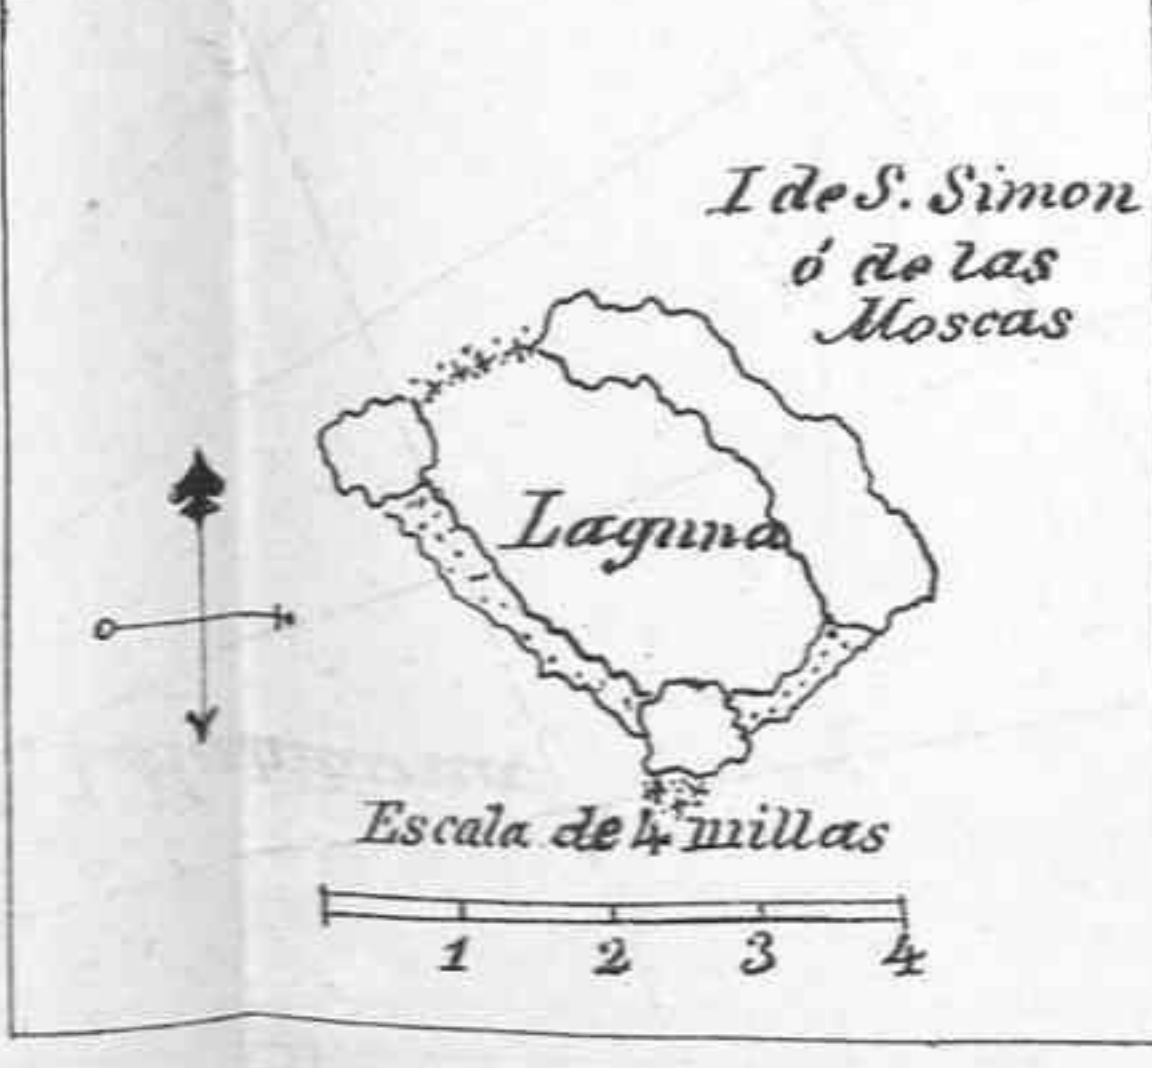 I de S. Simon
ó de las
Moscas
Laguna
Escala de 4 millas
1 2 3 4